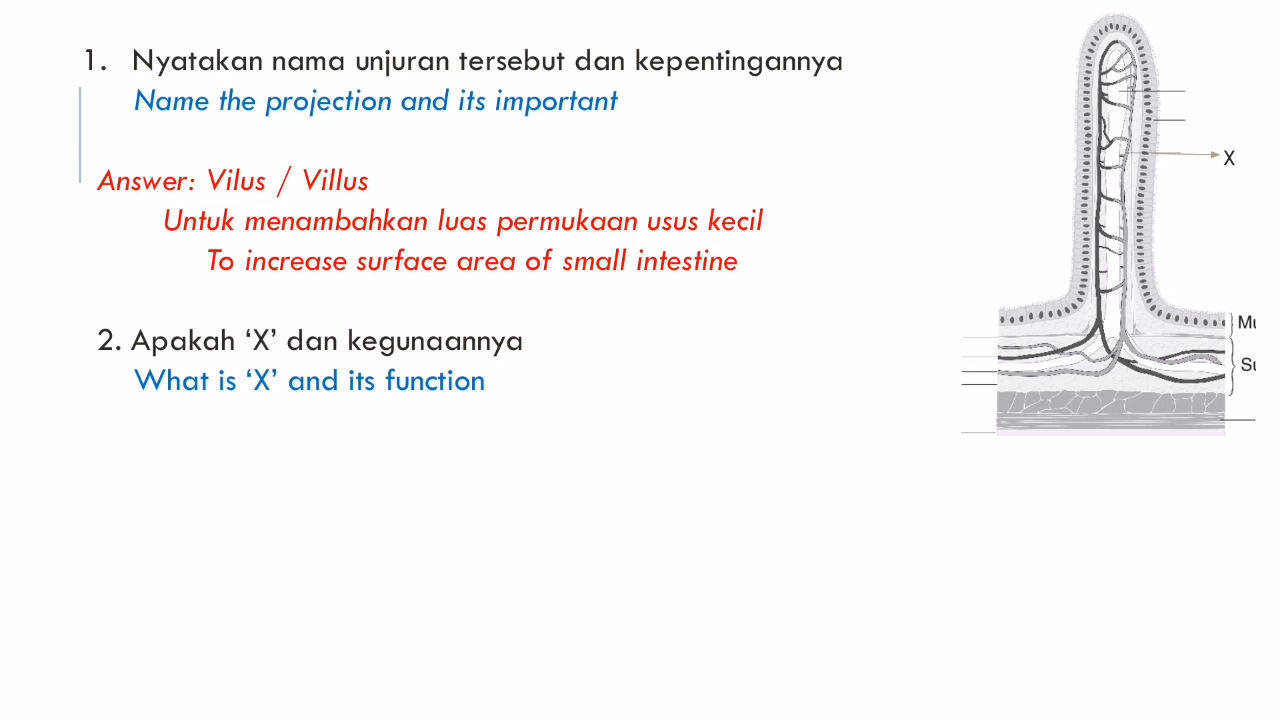 1. Nyatakan nama unjuran tersebut dan kepentingannya
Name the projection and its important
Answer: Vilus / Villus
Untuk menambahkan luas permukaan usus kecil
To increase surface area of small intestine
2. Apakah ‘X’ dan kegunaannya
What is ‘X’ and its function
X
Mu
Su